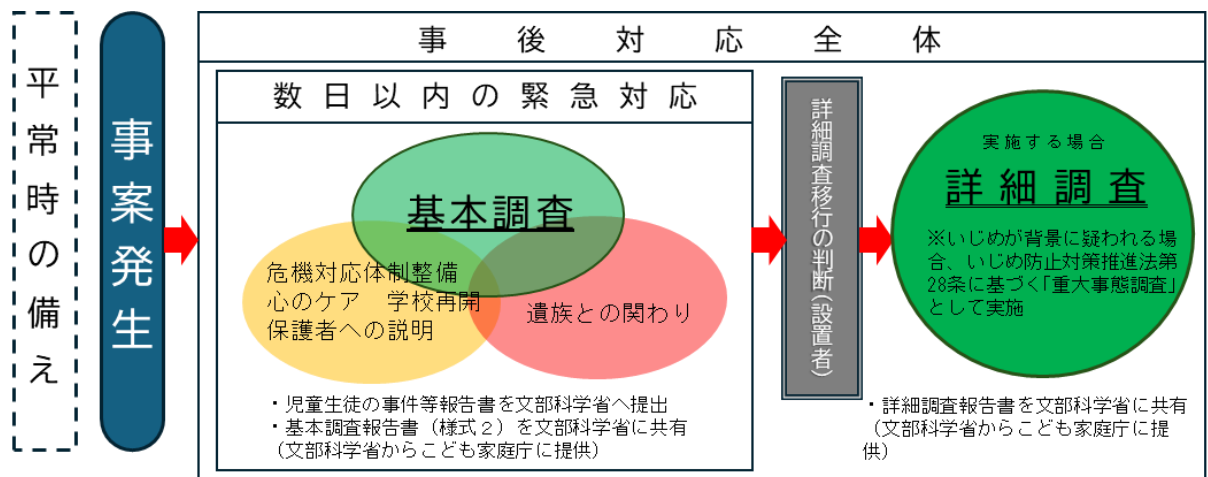 平常時の備え
事案発生
事後対応全体
数日以内の緊急対応
基本調査
危機対応体制整備
心のケア　学校再開
保護者への説明
遺族との関わり
・児童生徒の事件等報告書を文部科学省へ提出
・基本調査報告書（様式２）を文部科学省に共有
（文部科学省からこども家庭庁に提供）
詳細調査移行の判断（設置者）
実施する場合
詳細調査
※いじめが背景に疑われる場
合、いじめ防止対策推進法第
28条に基づく「重大事態調査」
として実施
・詳細調査報告書を文部科学省に共有
（文部科学省からこども家庭庁に提
供）